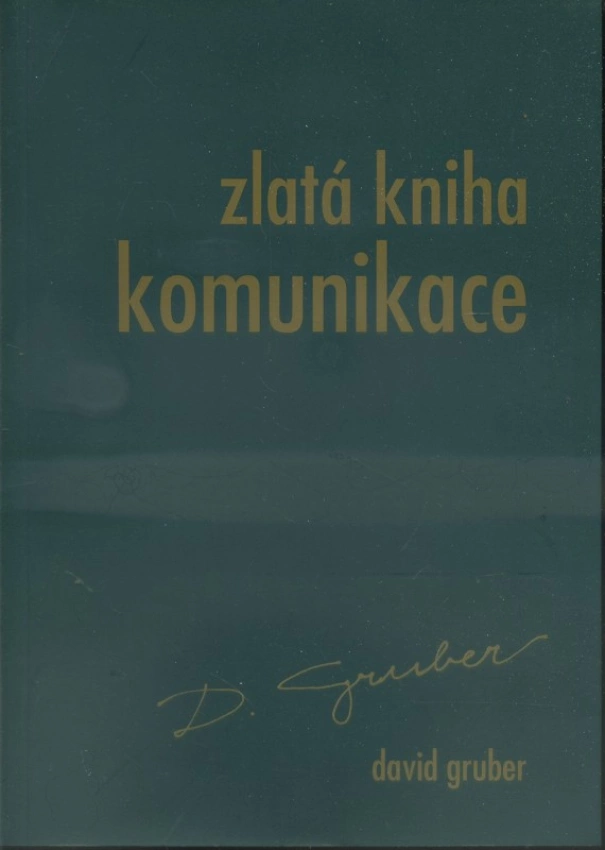 zlatá kniha
komunikace
D. Gruber
david gruber